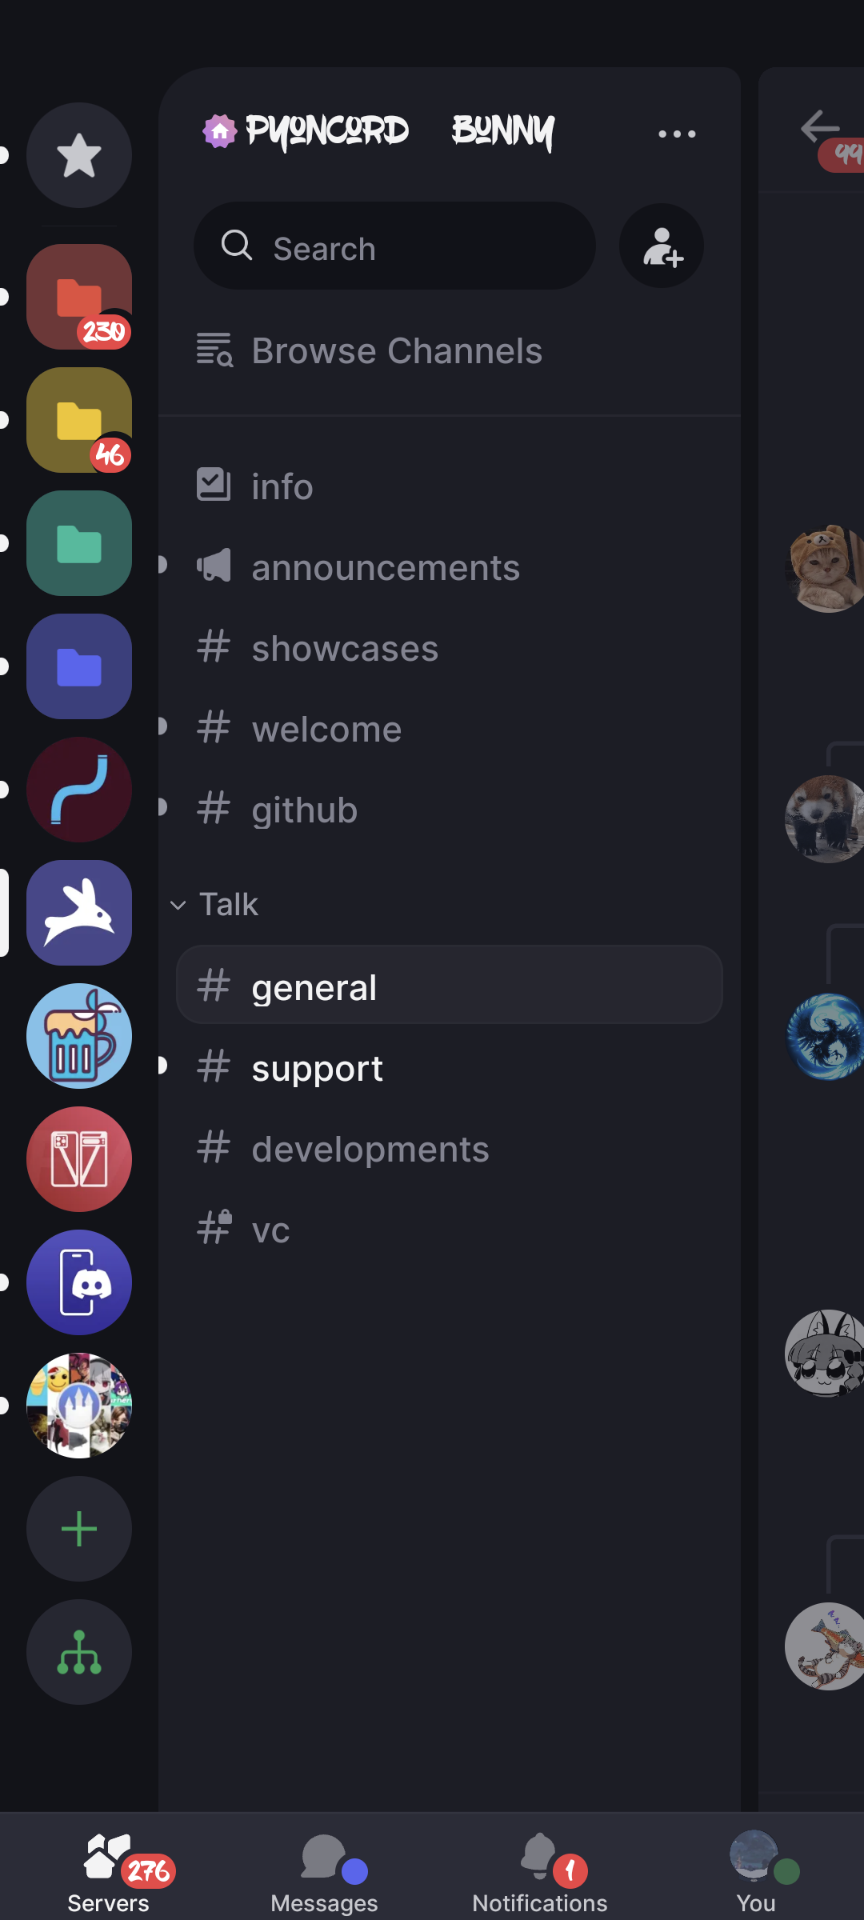 PYONCORD BUNNY
99
Search
Browse Channels
230
46
info
announcements
showcases
welcome
github
Talk
general
support
developments
vc
276
1
Servers
Messages
Notifications
You